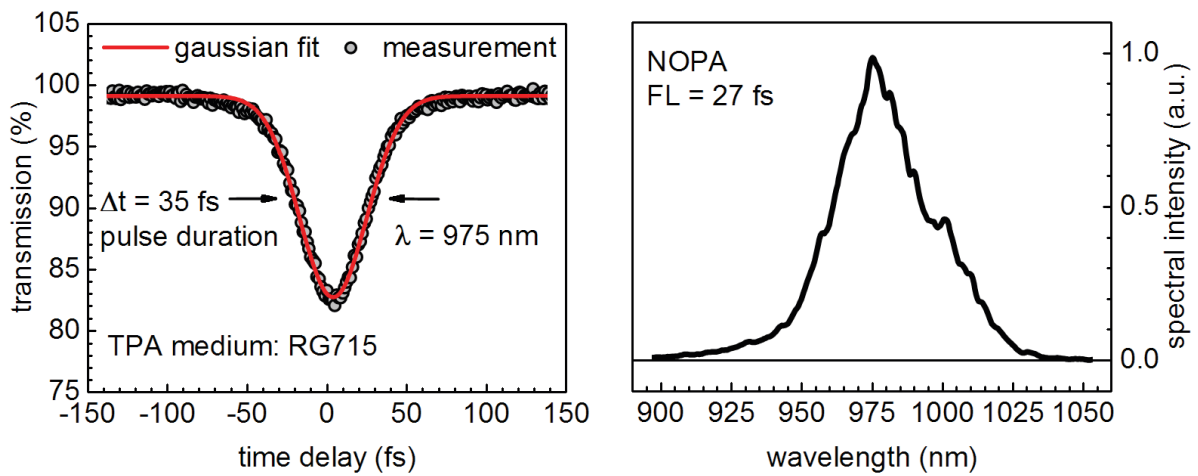 105
100
95
90
85
80
75
transmission (%)
gaussian fit
measurement
Δt = 35 fs
pulse duration
λ = 975 nm
TPA medium: RG715
-150 -100 -50 0 50 100 150
time delay (fs)
NOPA
FL = 27 fs
1.0
0.5
0.0
spectral intensity (a.u.)
900 925 950 975 1000 1025 1050
wavelength (nm)